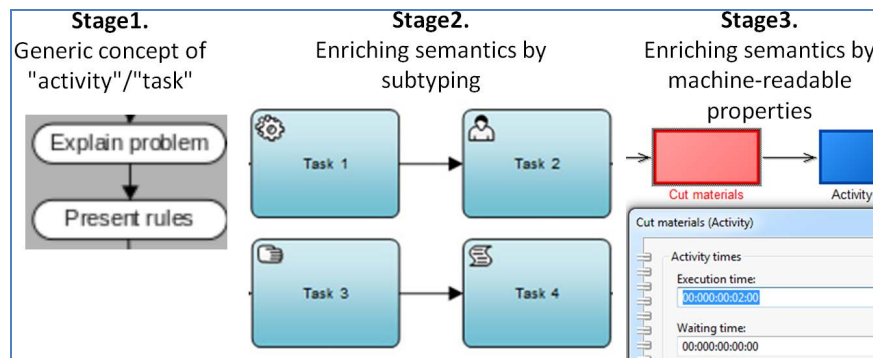 Stage1.
Generic concept of
"activity"/"task"
Explain problem
Present rules
Stage2.
Enriching semantics by
subtyping
Task 1
Task 2
Task 3
Task 4
Stage3.
Enriching semantics by
machine-readable
properties
Cut materials
Activity
Cut materials (Activity)
Activity times
Execution time:
00:000:00:02:00
Waiting time:
00:000:00:00:00